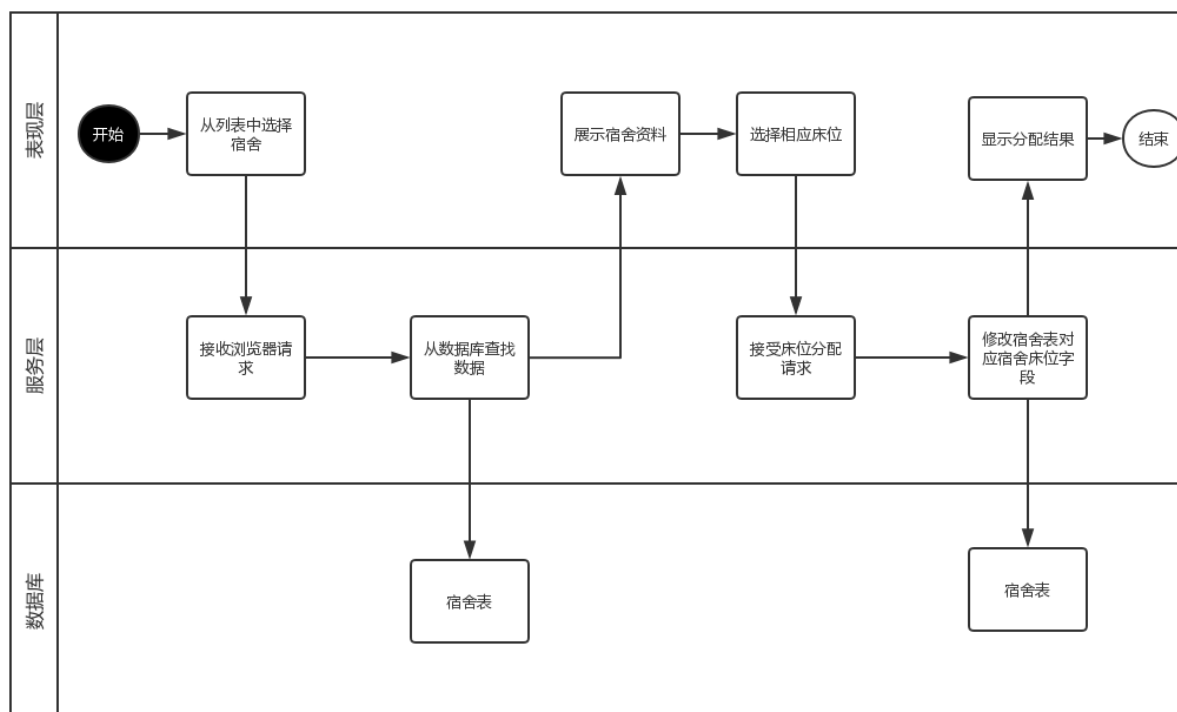 表现层
开始
从列表中选择
宿舍
展示宿舍资料
选择相应床位
显示分配结果
结束
服务层
接收浏览器请
求
从数据库查找
数据
接受床位分配
请求
修改宿舍表对
应宿舍床位字
段
数据库
宿舍表
宿舍表